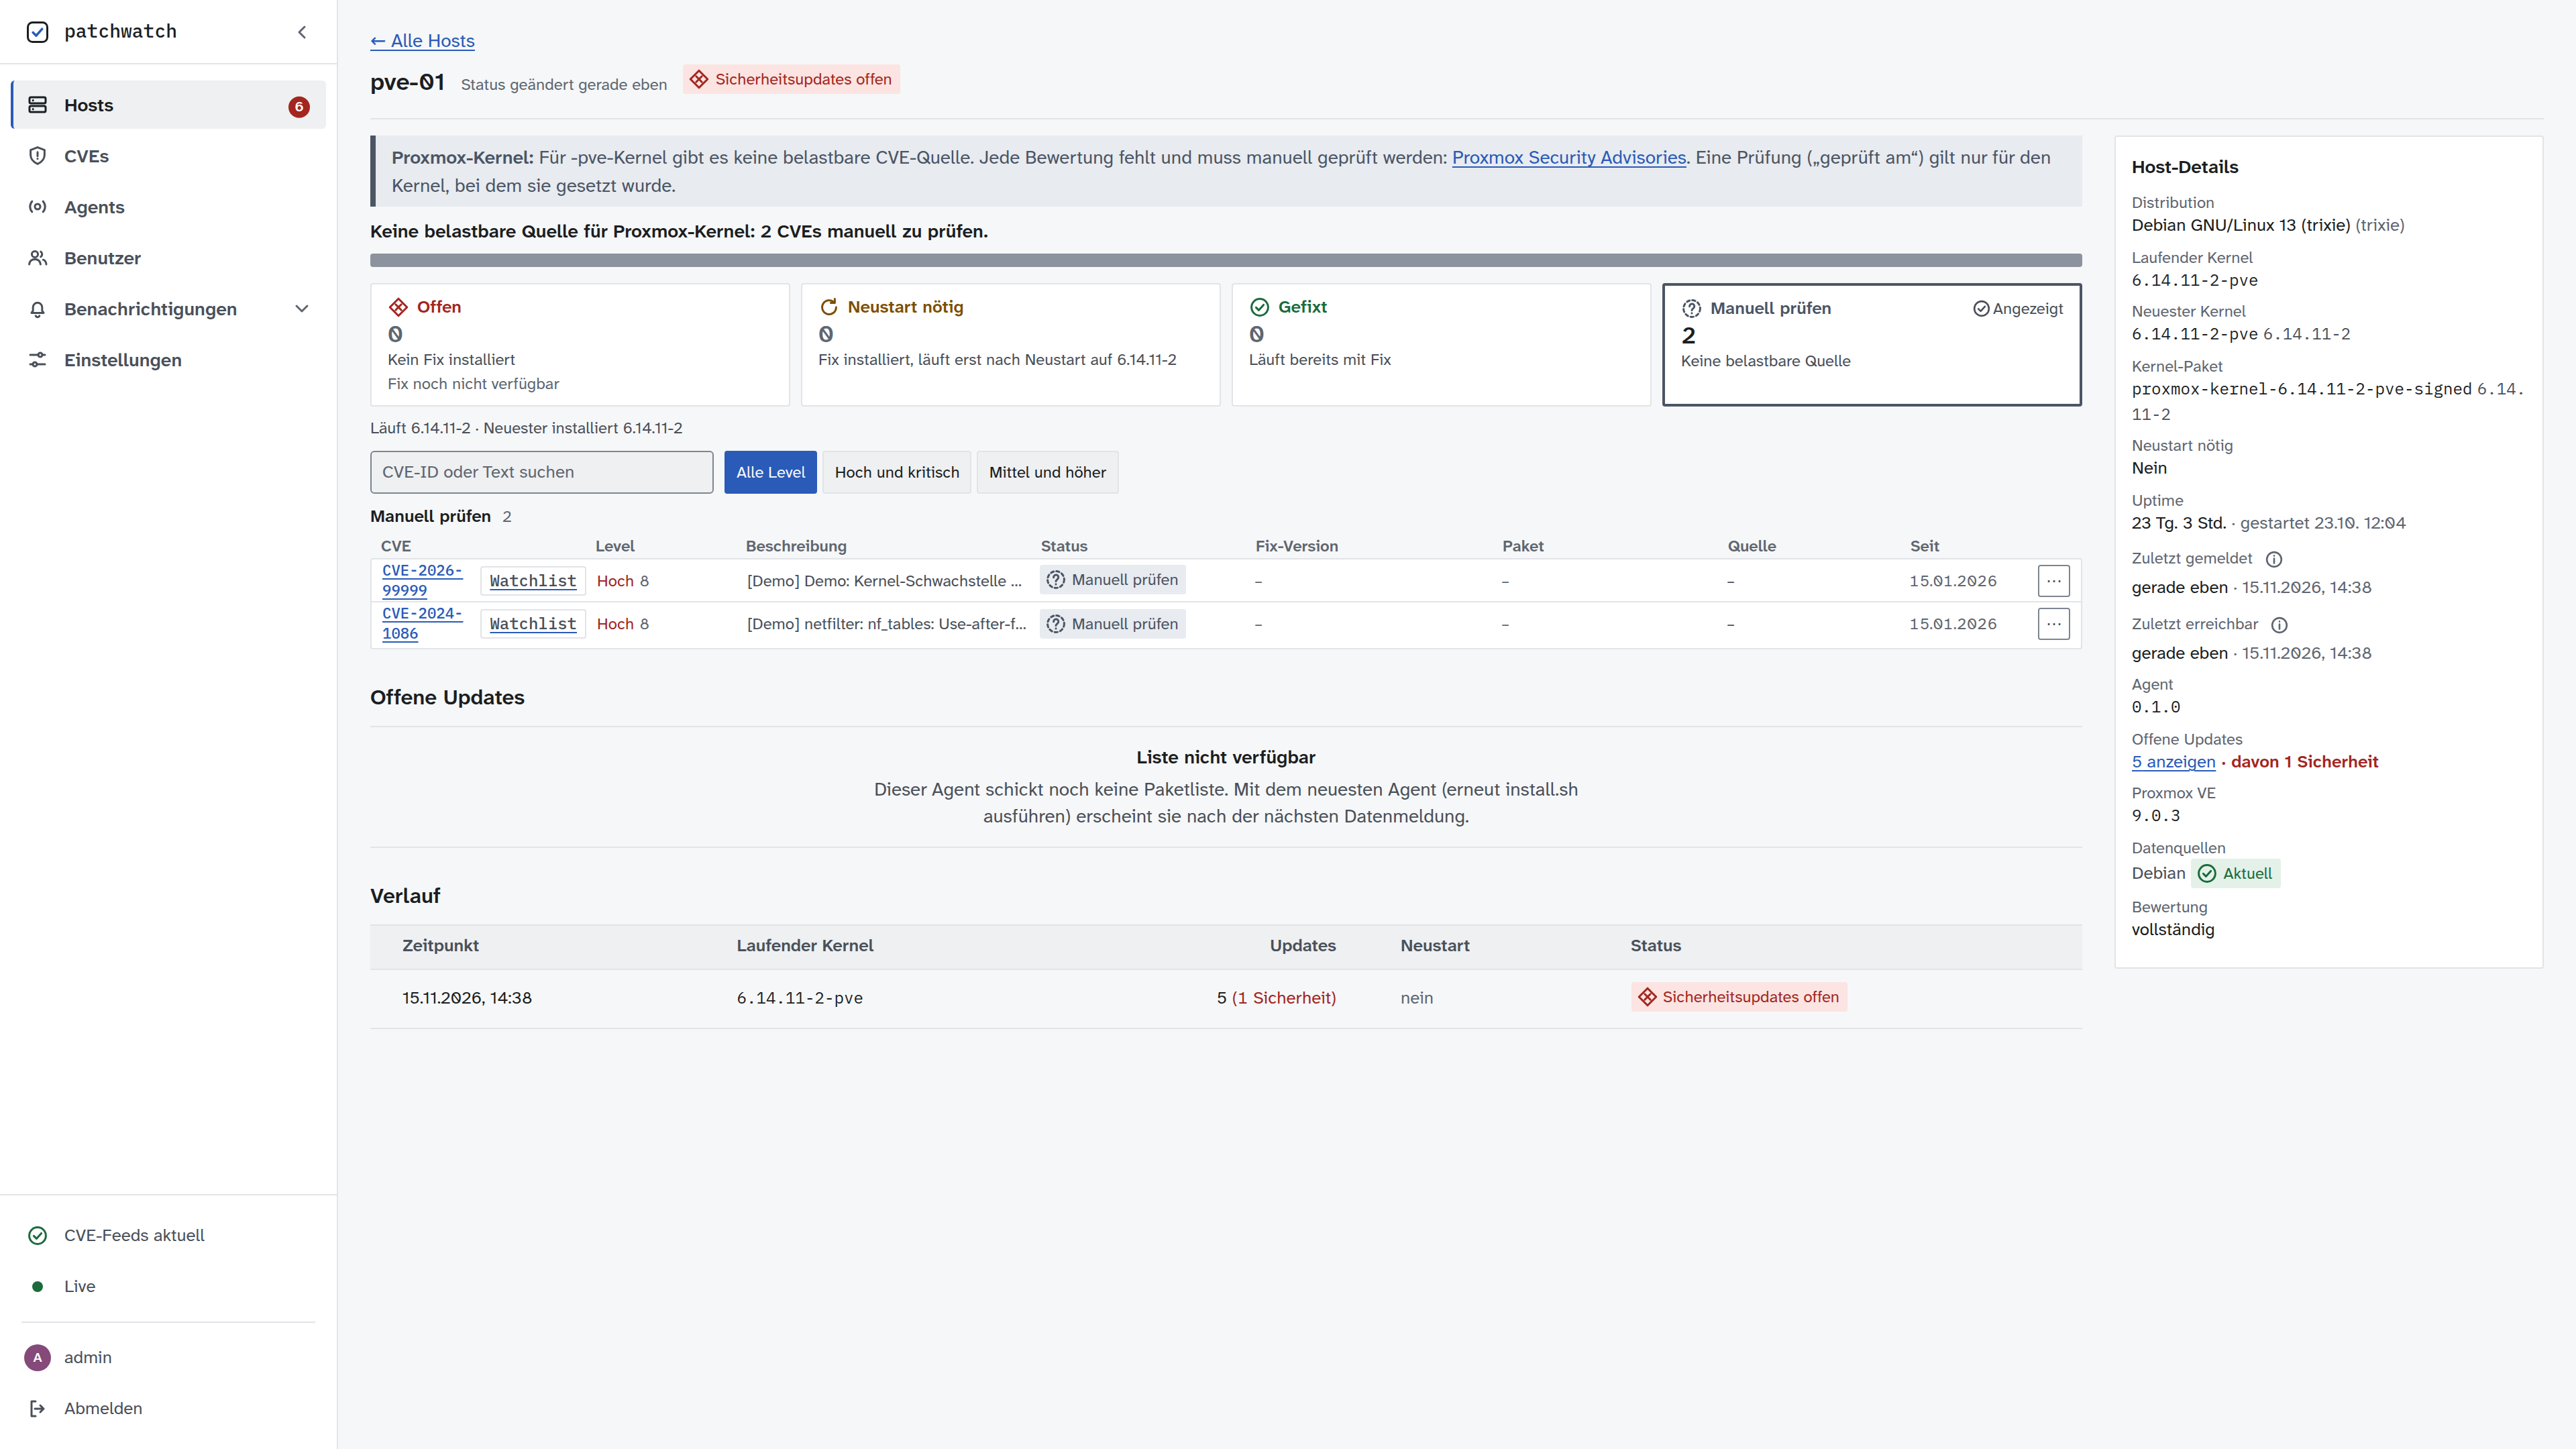 patchwatch
Hosts 6
CVEs
Agents
Benutzer
Benachrichtigungen
Einstellungen
CVE-Feeds aktuell
Live
A admin
Abmelden
← Alle Hosts
pve-01 Status geändert gerade eben Sicherheitsupdates offen
Proxmox-Kernel: Für -pve-Kernel gibt es keine belastbare CVE-Quelle. Jede Bewertung fehlt und muss manuell geprüft werden: Proxmox Security Advisories. Eine Prüfung („geprüft am“) gilt nur für den
Kernel, bei dem sie gesetzt wurde.
Keine belastbare Quelle für Proxmox-Kernel: 2 CVEs manuell zu prüfen.
Offen
0
Kein Fix installiert
Fix noch nicht verfügbar
Neustart nötig
0
Fix installiert, läuft erst nach Neustart auf 6.14.11-2
Gefixt
0
Läuft bereits mit Fix
Manuell prüfen Angezeigt
2
Keine belastbare Quelle
Läuft 6.14.11-2 · Neuester installiert 6.14.11-2
CVE-ID oder Text suchen Alle Level Hoch und kritisch Mittel und höher
Manuell prüfen 2
CVE Level Beschreibung Status Fix-Version Paket Quelle Seit
CVE-2026-
99999 Watchlist Hoch 8 [Demo] Demo: Kernel-Schwachstelle ... Manuell prüfen – – – 15.01.2026 ...
CVE-2024-
1086 Watchlist Hoch 8 [Demo] netfilter: nf_tables: Use-after-f... Manuell prüfen – – – 15.01.2026 ...
Offene Updates
Liste nicht verfügbar
Dieser Agent schickt noch keine Paketliste. Mit dem neuesten Agent (erneut install.sh
ausführen) erscheint sie nach der nächsten Datenmeldung.
Verlauf
Zeitpunkt Laufender Kernel Updates Neustart Status
15.11.2026, 14:38 6.14.11-2-pve 5 (1 Sicherheit) nein Sicherheitsupdates offen
Host-Details
Distribution
Debian GNU/Linux 13 (trixie) (trixie)
Laufender Kernel
6.14.11-2-pve
Neuester Kernel
6.14.11-2-pve 6.14.11-2
Kernel-Paket
proxmox-kernel-6.14.11-2-pve-signed 6.14.
11-2
Neustart nötig
Nein
Uptime
23 Tg. 3 Std. · gestartet 23.10. 12:04
Zuletzt gemeldet
gerade eben · 15.11.2026, 14:38
Zuletzt erreichbar
gerade eben · 15.11.2026, 14:38
Agent
0.1.0
Offene Updates
5 anzeigen · davon 1 Sicherheit
Proxmox VE
9.0.3
Datenquellen
Debian Aktuell
Bewertung
vollständig